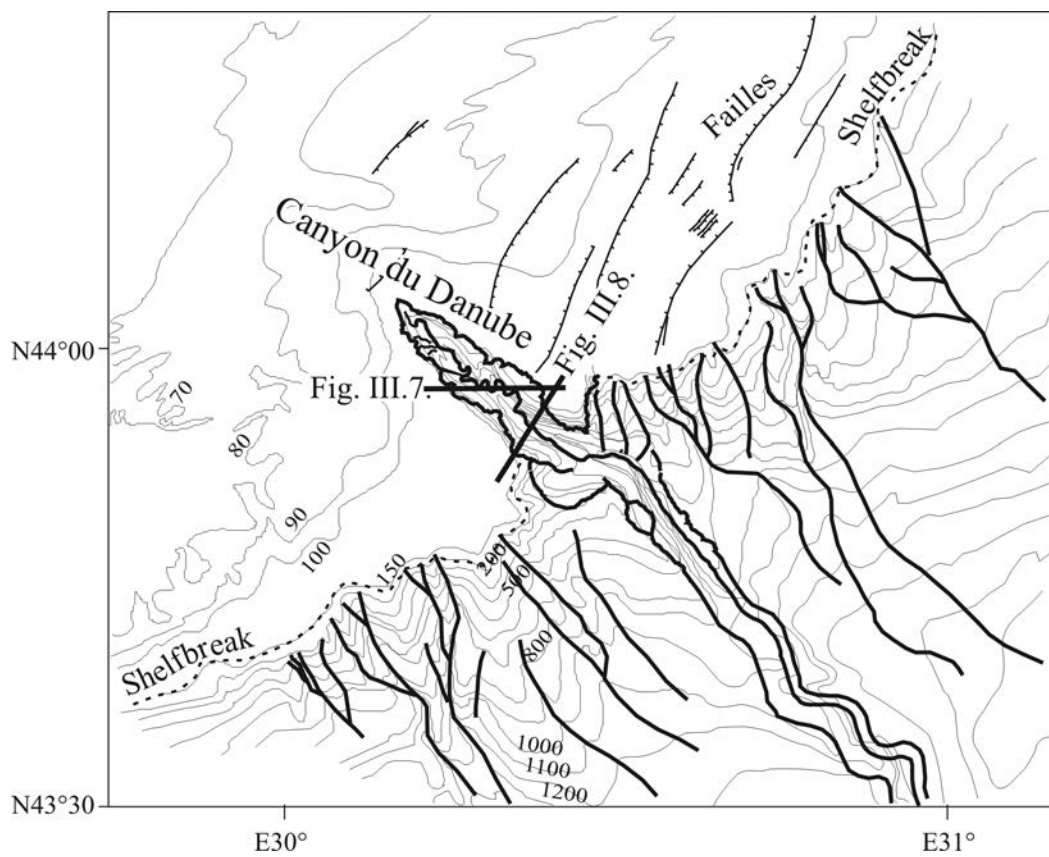 Shelfbreak
Failles
Canyon du Danube
Fig. III.8.
N44°00
Fig. III.7.
70
80
90
100
150
200
500
800
Shelfbreak
1000
1100
1200
N43°30
E30°
E31°